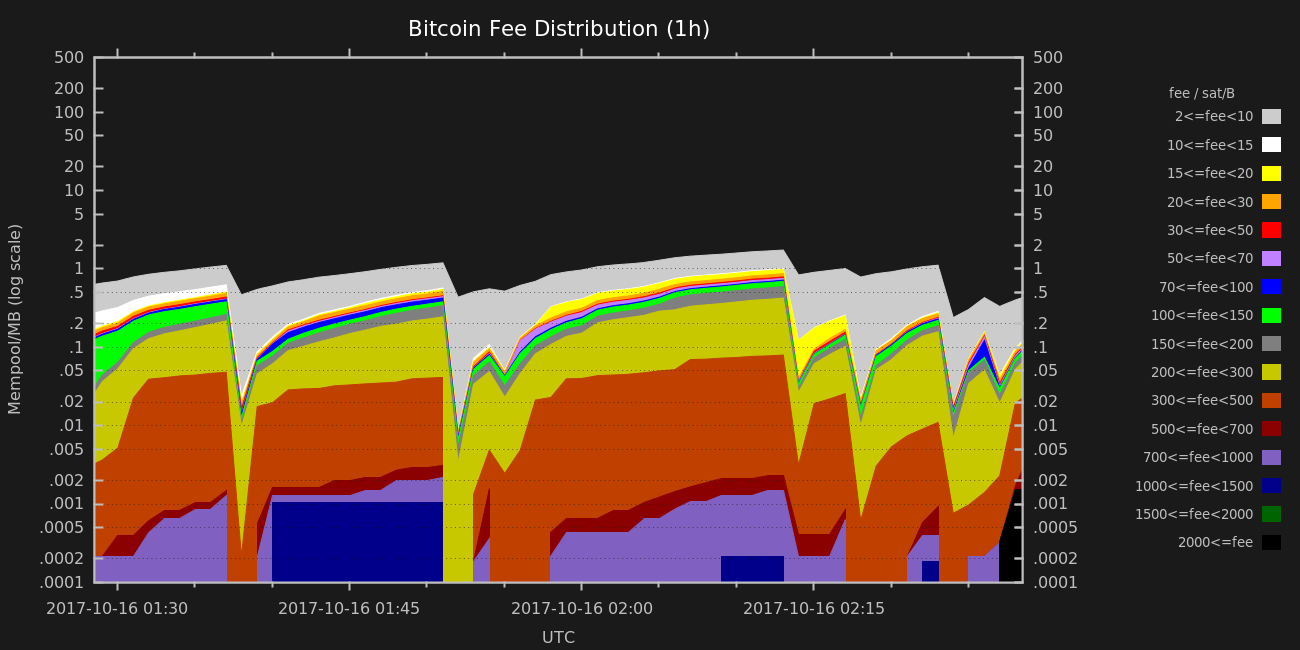 Bitcoin Fee Distribution (1h)
500
200
100
50
20
10
5
2
1
.5
.2
.1
.05
.02
.01
.005
.002
.001
.0005
.0002
.0001
Mempool/MB (log scale)
500
200
100
50
20
10
5
2
1
.5
.2
.1
.05
.02
.01
.005
.002
.001
.0005
.0002
.0001
2017-10-16 01:30 2017-10-16 01:45 2017-10-16 02:00 2017-10-16 02:15
UTC
fee / sat/B
2<=fee<10
10<=fee<15
15<=fee<20
20<=fee<30
30<=fee<50
50<=fee<70
70<=fee<100
100<=fee<150
150<=fee<200
200<=fee<300
300<=fee<500
500<=fee<700
700<=fee<1000
1000<=fee<1500
1500<=fee<2000
2000<=fee